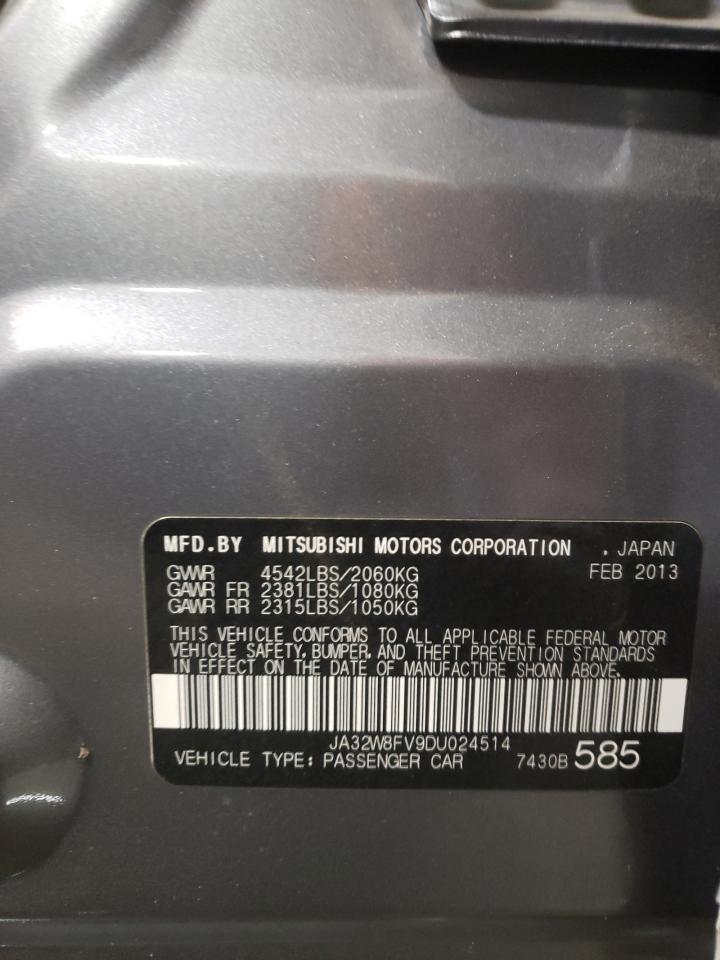 MFD.BY MITSUBISHI MOTORS CORPORATION , JAPAN
GVWR 4542LBS/2060KG FEB 2013
GAWR FR 2381LBS/1080KG
GAWR RR 2315LBS/1050KG
THIS VEHICLE CONFORMS TO ALL APPLICABLE FEDERAL MOTOR
VEHICLE SAFETY, BUMPER, AND THEFT PREVENTION STANDARDS
IN EFFECT ON THE DATE OF MANUFACTURE SHOWN ABOVE.
JA32W8FV9DU024514
VEHICLE TYPE: PASSENGER CAR 7430B 585